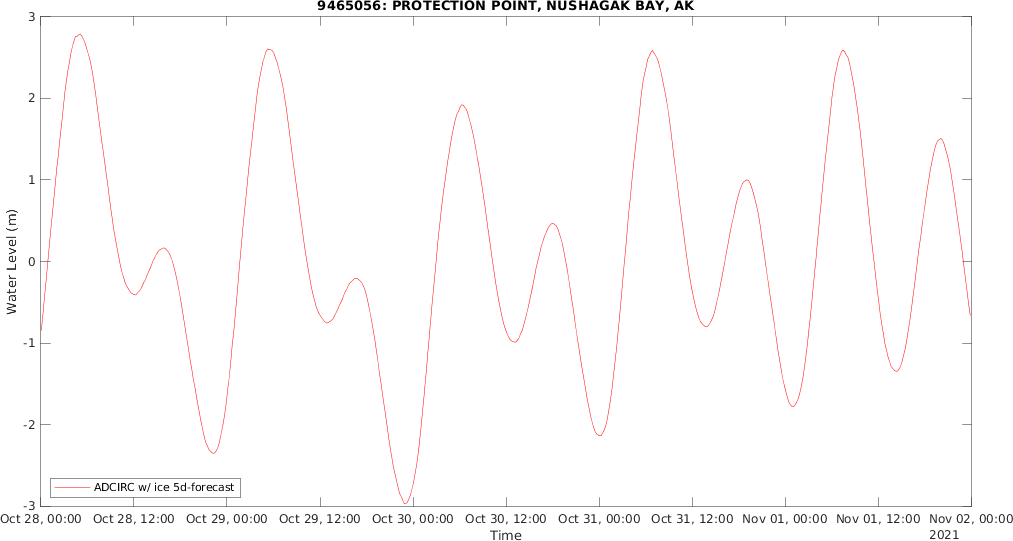 9465056: PROTECTION POINT, NUSHAGAK BAY, AK
Water Level (m)
3
2
1
0
-1
-2
-3
ADCIRC w/ ice 5d-forecast
Oct 28, 00:00 Oct 28, 12:00 Oct 29, 00:00 Oct 29, 12:00 Oct 30, 00:00 Oct 30, 12:00 Oct 31, 00:00 Oct 31, 12:00 Nov 01, 00:00 Nov 01, 12:00 Nov 02, 00:00
Time
2021